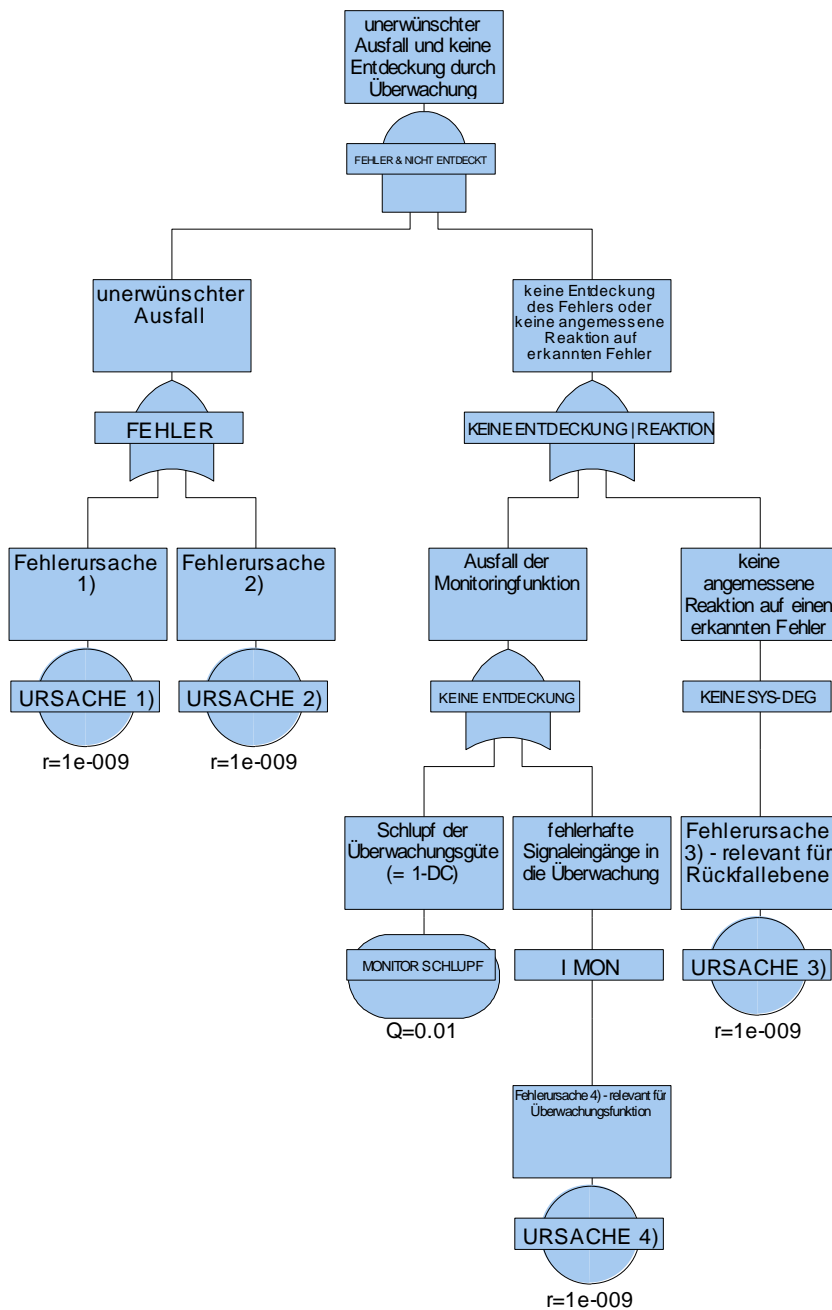 unerwünschter
Ausfall und keine
Entdeckung durch
Überwachung
FEHLER & NICHT ENTDECKT
unerwünschter
Ausfall
keine Entdeckung
des Fehlers oder
keine angemessene
Reaktion auf
erkannten Fehler
FEHLER
KEINE ENTDECKUNG | REAKTION
Fehlerursache
1)
Fehlerursache
2)
Ausfall der
Monitoringfunktion
keine
angemessene
Reaktion auf einen
erkannten Fehler
URSACHE 1)
URSACHE 2)
KEINE ENTDECKUNG
KEINE SYS-DEG
r=1e-009
r=1e-009
Schlupf der
Überwachungsgüte
(= 1-DC)
fehlerhafte
Signaleingänge in
die Überwachung
Fehlerursache
3) - relevant für
Rückfallebene
MONITOR SCHLUPF
I MON
URSACHE 3)
Q=0.01
r=1e-009
Fehlerursache 4) - relevant für
Überwachungsfunktion
URSACHE 4)
r=1e-009